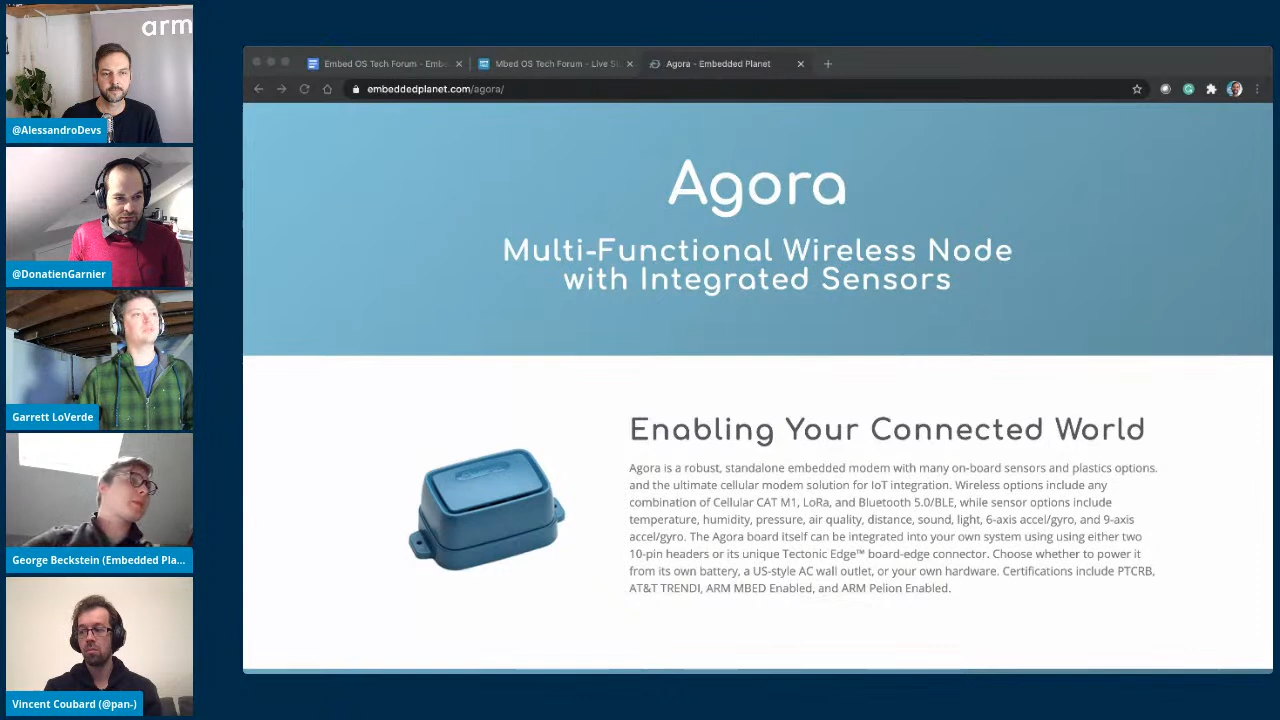 arm
@AlessandroDevs
@DonatienGarnier
Garrett LoVerde
George Beckstein (Embedded Pla...
Vincent Coubard (@pan-)
Embed OS Tech Forum - Embe
Mbed OS Tech Forum - Live St
Agora - Embedded Planet
embeddedplanet.com/agora/
Agora
Multi-Functional Wireless Node
with Integrated Sensors
Enabling Your Connected World
Agora is a robust, standalone embedded modem with many on-board sensors and plastics options.
and the ultimate cellular modem solution for IoT integration. Wireless options include any
combination of Cellular CAT M1, LoRa, and Bluetooth 5.0/BLE, while sensor options include
temperature, humidity, pressure, air quality, distance, sound, light, 6-axis accel/gyro, and 9-axis
accel/gyro. The Agora board itself can be integrated into your own system using using either two
10-pin headers or its unique Tectonic Edge™ board-edge connector. Choose whether to power it
from its own battery, a US-style AC wall outlet, or your own hardware. Certifications include PTCRB,
AT&T TRENDI, ARM MBED Enabled, and ARM Pelion Enabled.